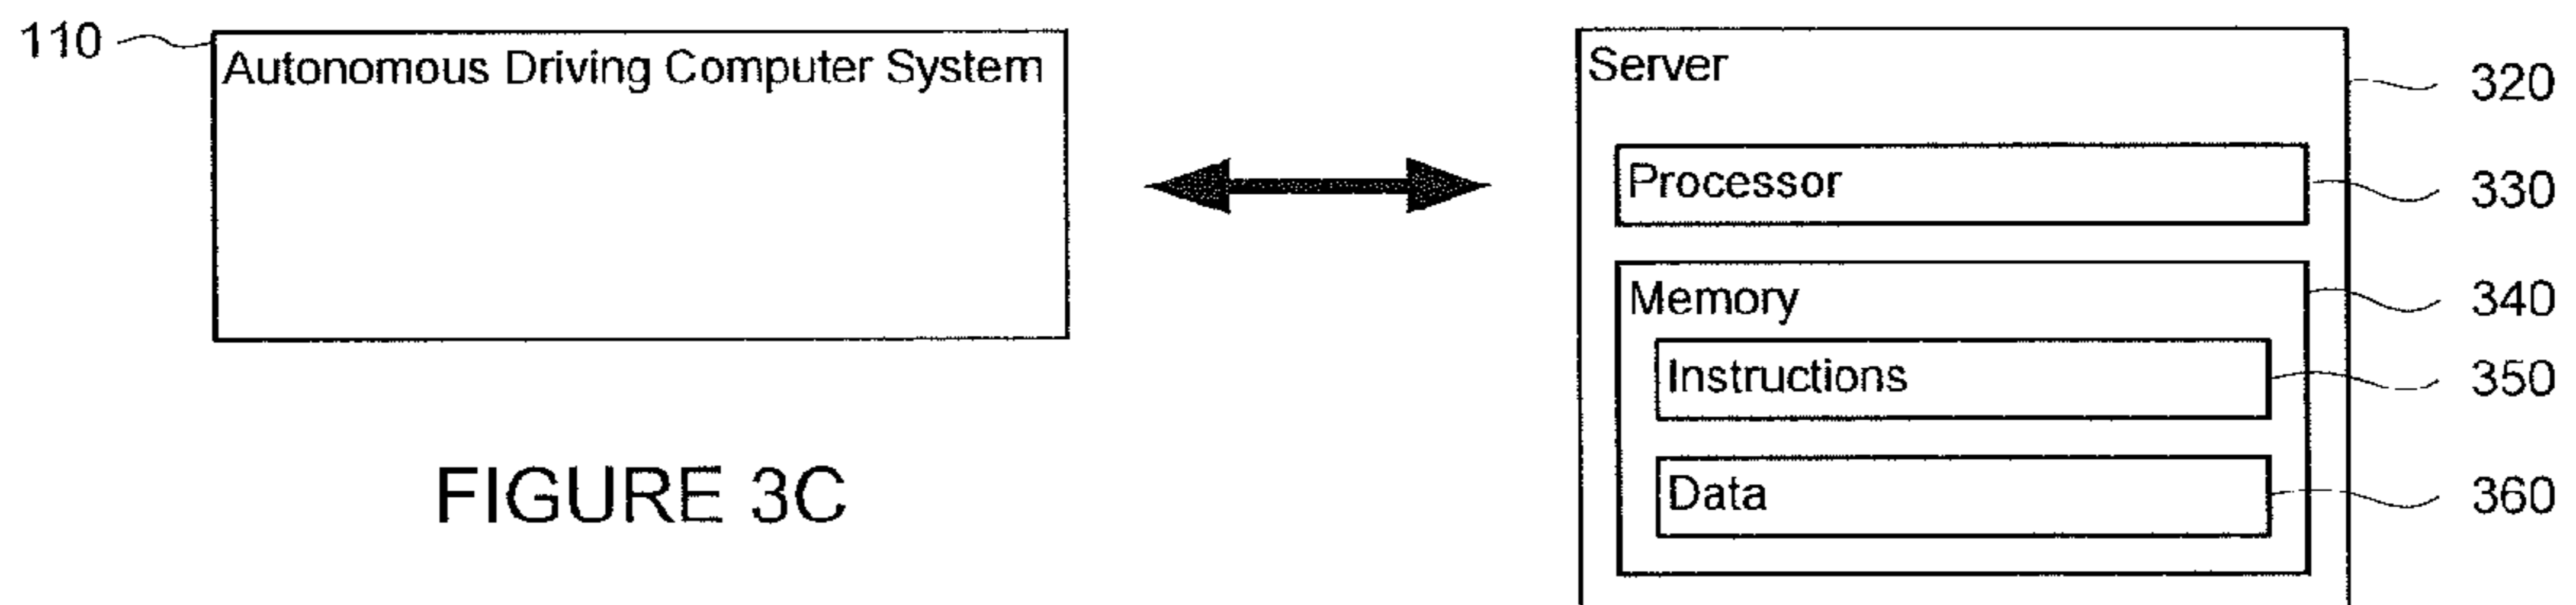 110
Autonomous Driving Computer System
Server
320
Processor
330
Memory
340
Instructions
350
Data
360
FIGURE 3C